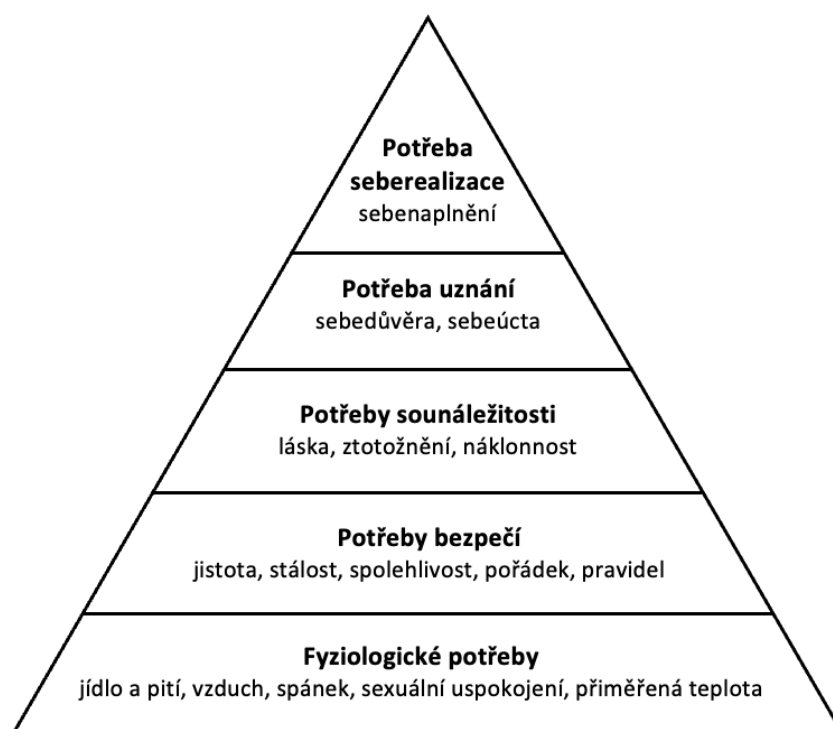 Potřeba
seberealizace
sebenaplnění
Potřeba uznání
sebedůvěra, sebeúcta
Potřeby sounáležitosti
láska, ztotožnění, náklonnost
Potřeby bezpečí
jistota, stálost, spolehlivost, pořádek, pravidel
Fyziologické potřeby
jídlo a pití, vzduch, spánek, sexuální uspokojení, přiměřená teplota